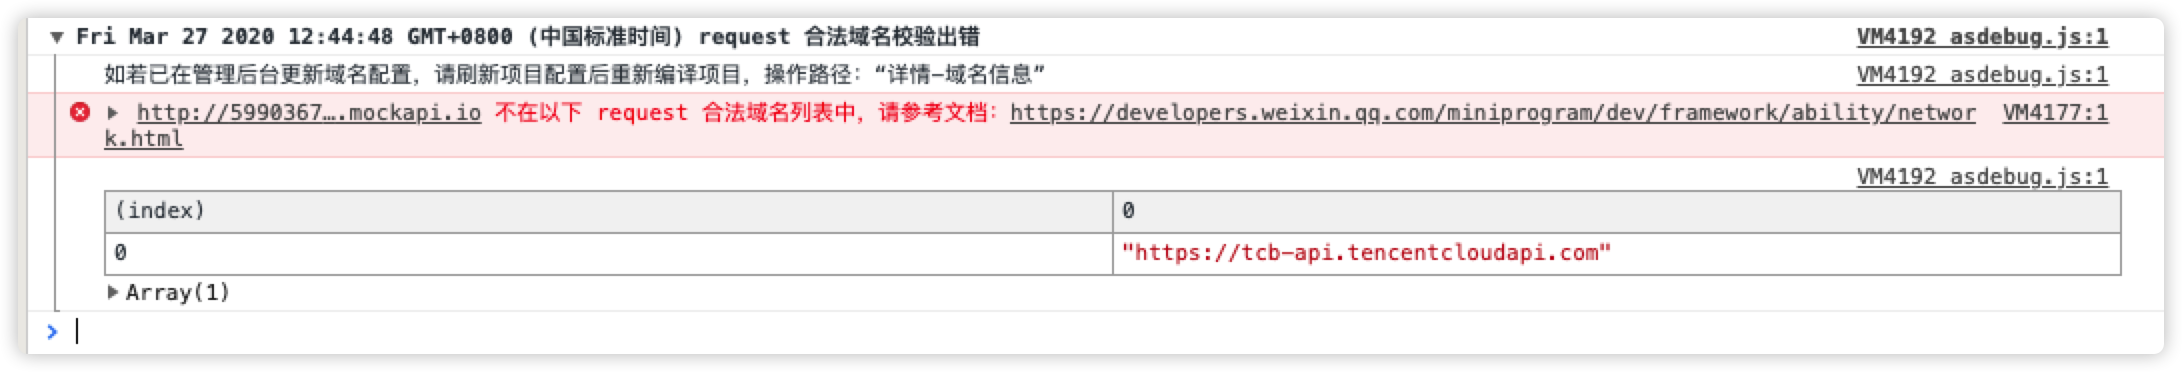 ▼ Fri Mar 27 2020 12:44:48 GMT+0800 (中国标准时间) request 合法域名校验出错 VM4192 asdebug.js:1
如若已在管理后台更新域名配置，请刷新项目配置后重新编译项目，操作路径：“详情-域名信息” VM4192 asdebug.js:1
▶ http://5990367….mockapi.io 不在以下 request 合法域名列表中，请参考文档：https://developers.weixin.qq.com/miniprogram/dev/framework/ability/networ VM4177:1
k.html
VM4192 asdebug.js:1
(index) 0
0 "https://tcb-api.tencentcloudapi.com"
▶ Array(1)
>